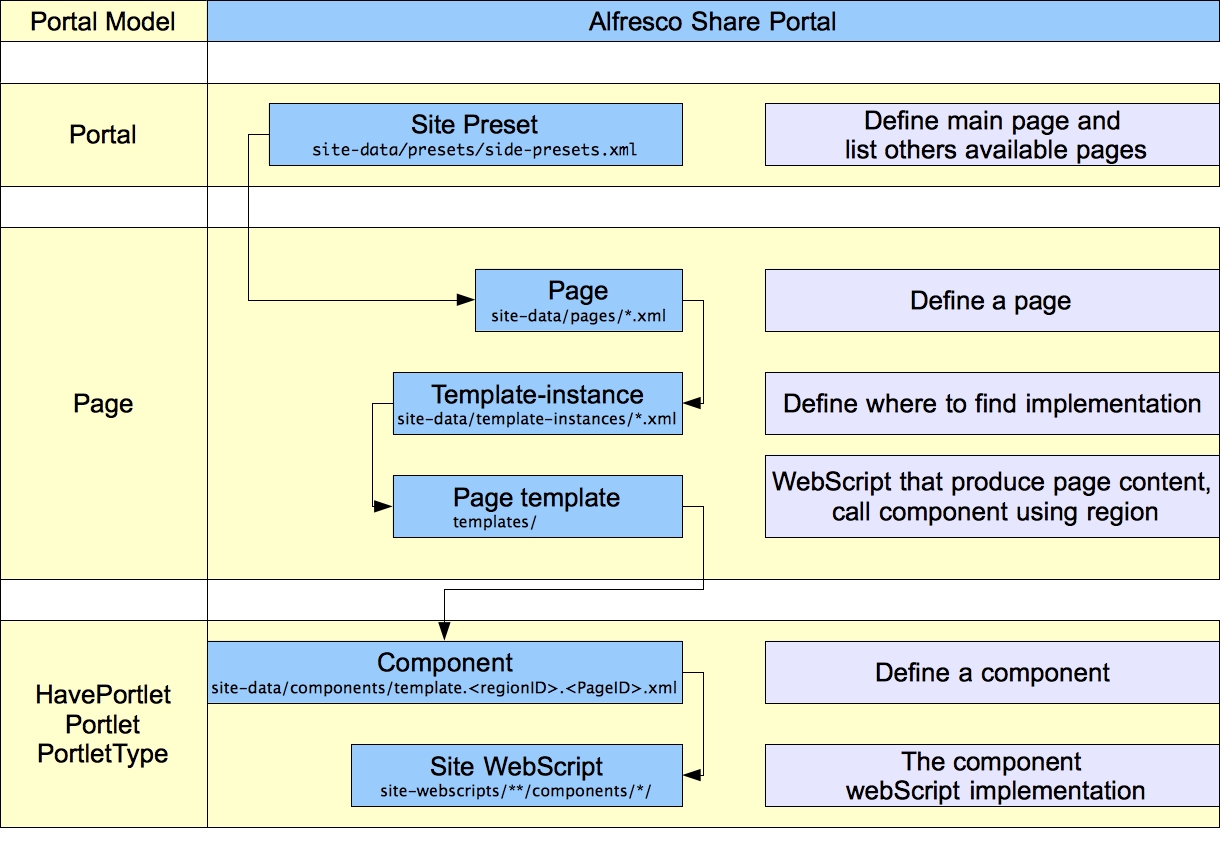 Portal Model
Alfresco Share Portal
Portal
Site Preset
site-data/presets/side-presets.xml
Define main page and
list others available pages
Page
Page
site-data/pages/*.xml
Define a page
Template-instance
site-data/template-instances/*.xml
Define where to find implementation
Page template
templates/
WebScript that produce page content,
call component using region
HavePortlet
Portlet
PortletType
Component
site-data/components/template.<regionID>.<PageID>.xml
Define a component
Site WebScript
site-webscripts/**/components/*/
The component
webScript implementation